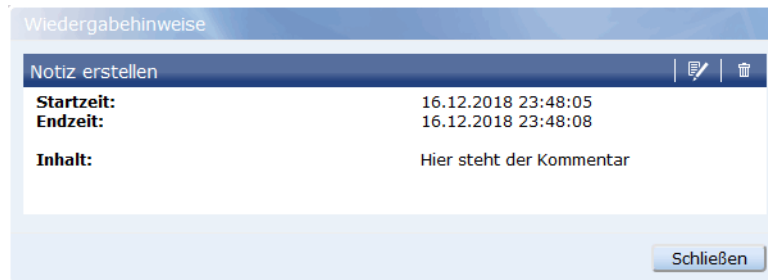 Wiedergabehinweise
Notiz erstellen
Startzeit: 16.12.2018 23:48:05
Endzeit: 16.12.2018 23:48:08
Inhalt: Hier steht der Kommentar
Schließen